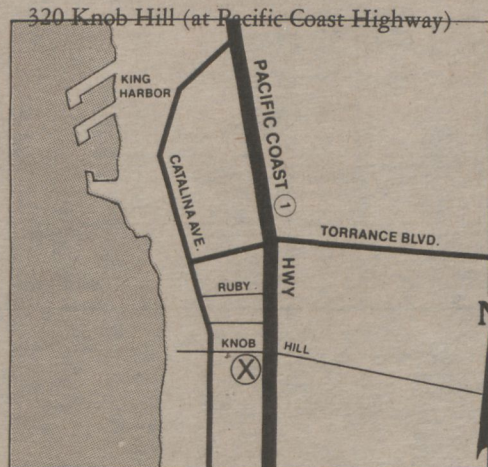 320 Knob Hill (at Pacific Coast Highway)
KING
HARBOR
PACIFIC COAST 1
CATALINA AVE.
TORRANCE BLVD.
HWY
RUBY
N
KNOB HILL
X